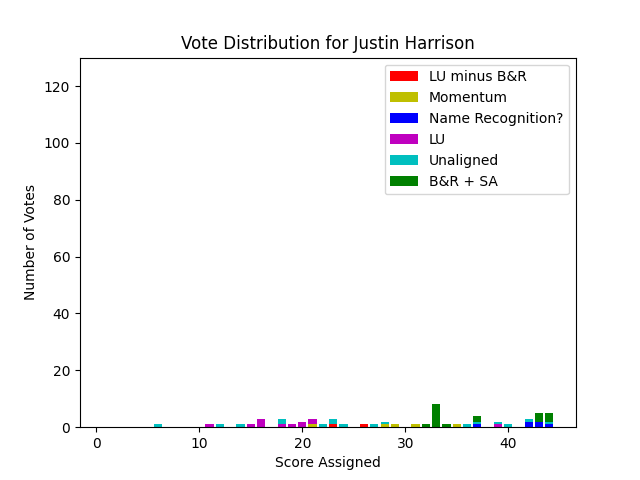 Vote Distribution for Justin Harrison
120
100
80
60
40
20
0
Number of Votes
LU minus B&R
Momentum
Name Recognition?
LU
Unaligned
B&R + SA
0 10 20 30 40
Score Assigned